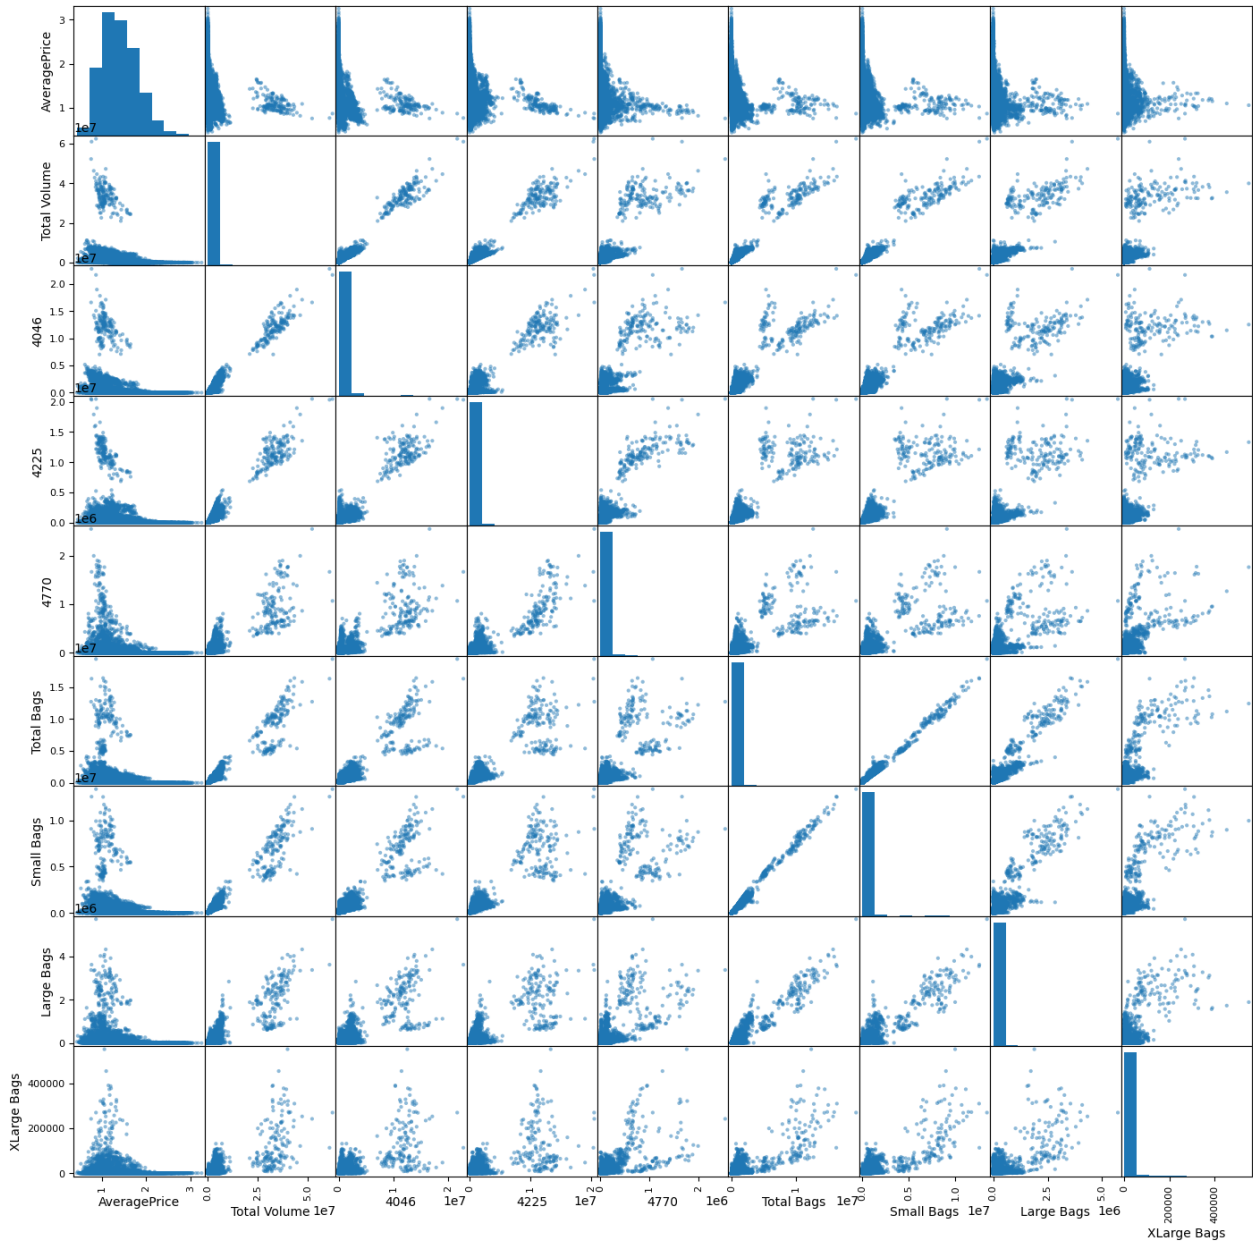 3
2
1
AveragePrice
1e7
6
4
2
0
Total Volume
1e7
2.0
1.5
1.0
0.5
0.0
4046
1e7
2.0
1.5
1.0
0.5
0.0
4225
1e6
2
1
0
4770
1e7
1.5
1.0
0.5
0.0
Total Bags
1e7
1.0
0.5
0.0
Small Bags
1e6
4
2
0
Large Bags
400000
200000
0
XLarge Bags
1 2 3
AveragePrice
0.0 2.5 5.0
Total Volume 1e7
0 1 2
4046 1e7
0 1 2
4225 1e7
0 1 2
4770 1e6
0 1
Total Bags 1e7
0.0 0.5 1.0
Small Bags 1e7
0.0 2.5 5.0
Large Bags 1e6
0 200000 400000
XLarge Bags